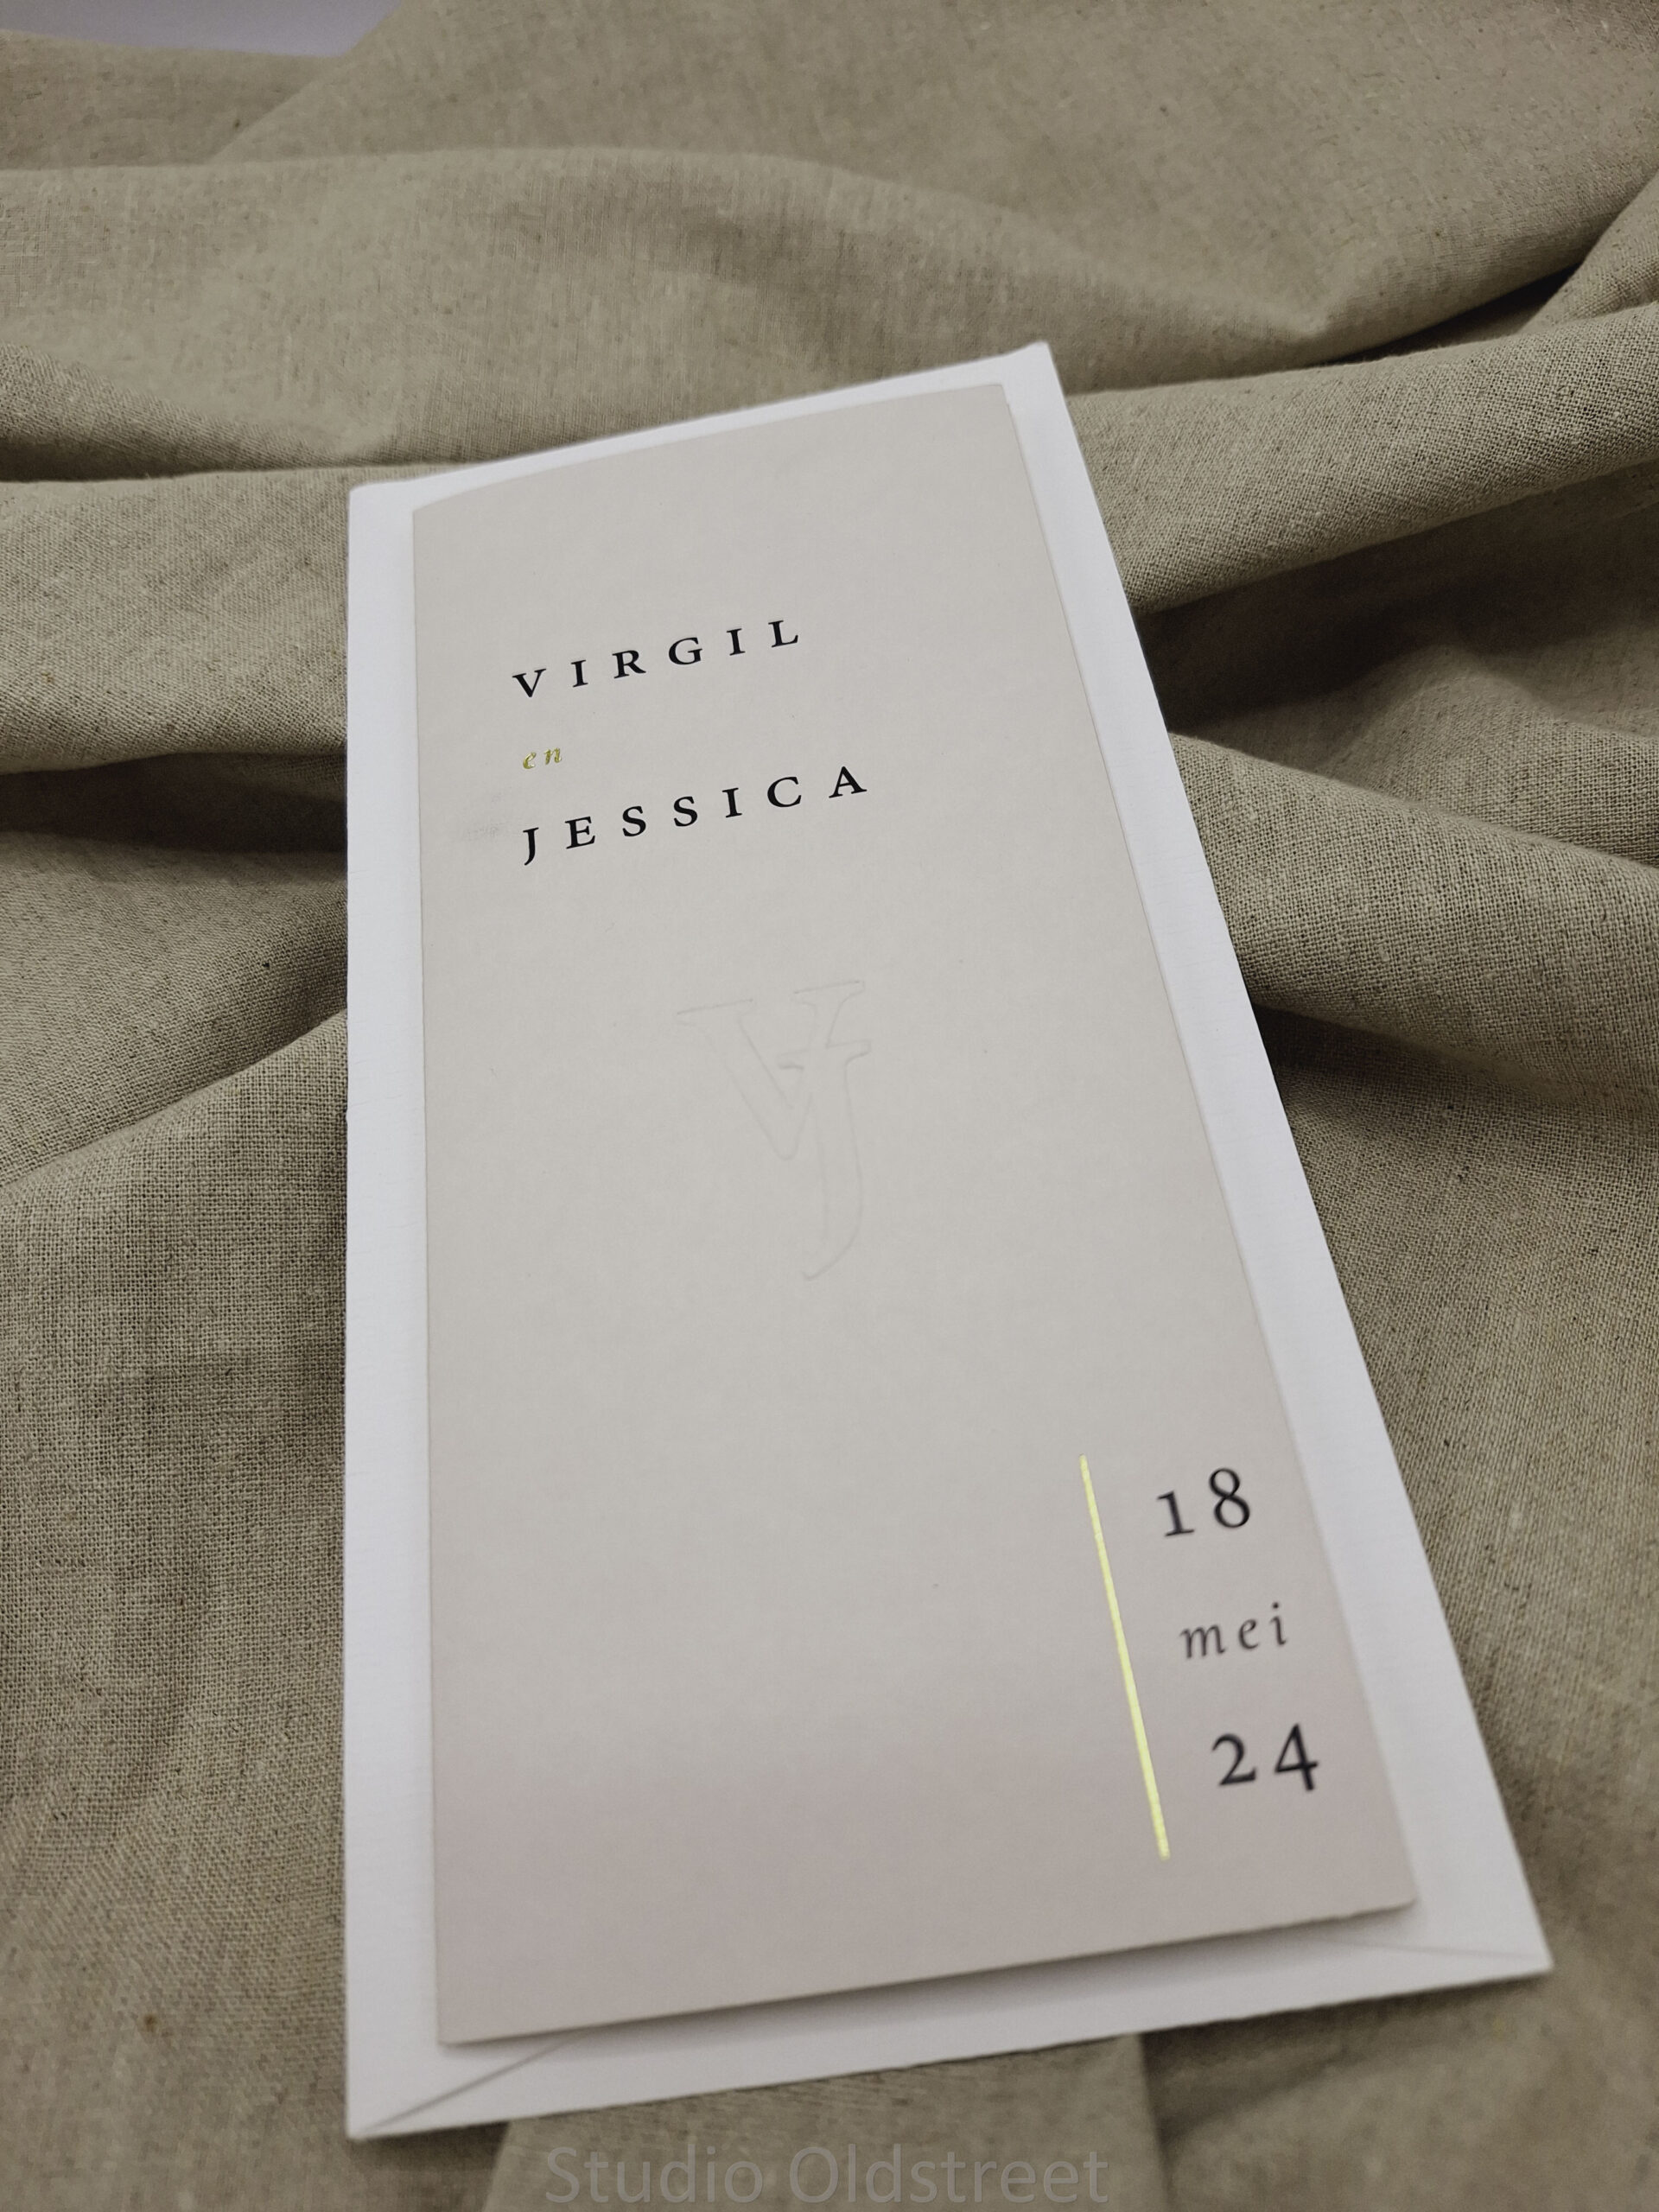 VIRGIL
en
JESSICA
VJ
18
mei
24
Studio Oldstreet